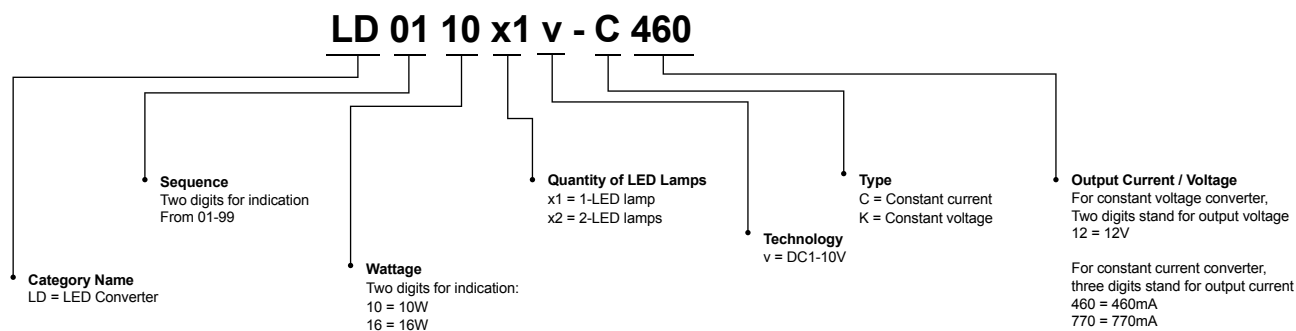 LD 01 10 x1 v - C 460
Sequence
Two digits for indication
From 01-99
Quantity of LED Lamps
x1 = 1-LED lamp
x2 = 2-LED lamps
Type
C = Constant current
K = Constant voltage
Output Current / Voltage
For constant voltage converter,
Two digits stand for output voltage
12 = 12V
For constant current converter,
three digits stand for output current
460 = 460mA
770 = 770mA
Technology
v = DC1-10V
Category Name
LD = LED Converter
Wattage
Two digits for indication:
10 = 10W
16 = 16W